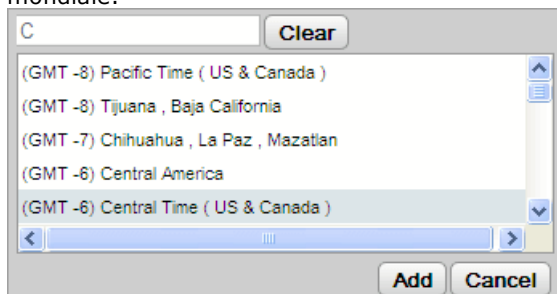 mondiale.
C Clear
(GMT -8) Pacific Time ( US & Canada )
(GMT -8) Tijuana , Baja California
(GMT -7) Chihuahua , La Paz , Mazatlan
(GMT -6) Central America
(GMT -6) Central Time ( US & Canada )
Add Cancel